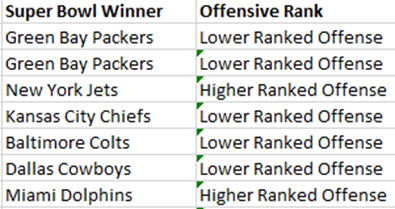 Super Bowl Winner Offensive Rank
Green Bay Packers Lower Ranked Offense
Green Bay Packers Lower Ranked Offense
New York Jets Higher Ranked Offense
Kansas City Chiefs Lower Ranked Offense
Baltimore Colts Lower Ranked Offense
Dallas Cowboys Lower Ranked Offense
Miami Dolphins Higher Ranked Offense